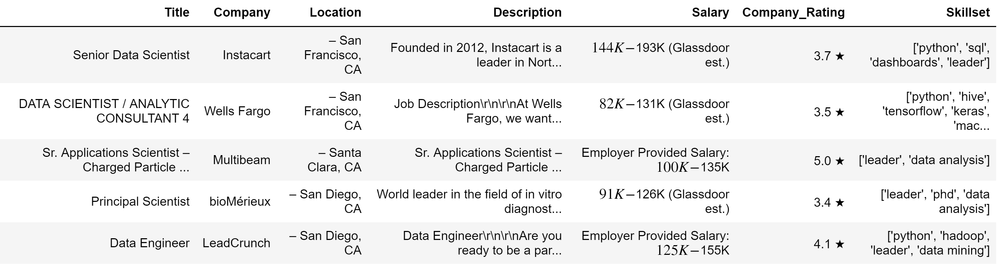 Title Company Location Description Salary Company_Rating Skillset
Senior Data Scientist Instacart – San Francisco, CA Founded in 2012, Instacart is a leader in Nort... 144K−193K (Glassdoor est.) 3.7 ★ ['python', 'sql', 'dashboards', 'leader']
DATA SCIENTIST / ANALYTIC CONSULTANT 4 Wells Fargo – San Francisco, CA Job Description\r\n\r\nAt Wells Fargo, we want... 82K−131K (Glassdoor est.) 3.5 ★ ['python', 'hive', 'tensorflow', 'keras', 'mac...
Sr. Applications Scientist – Charged Particle ... Multibeam – Santa Clara, CA Sr. Applications Scientist – Charged Particle ... Employer Provided Salary: 100K−135K 5.0 ★ ['leader', 'data analysis']
Principal Scientist bioMérieux – San Diego, CA World leader in the field of in vitro diagnost... 91K−126K (Glassdoor est.) 3.4 ★ ['leader', 'phd', 'data analysis']
Data Engineer LeadCrunch – San Diego, CA Data Engineer\r\n\r\nAre you ready to be a par... Employer Provided Salary: 125K−155K 4.1 ★ ['python', 'hadoop', 'leader', 'data mining']